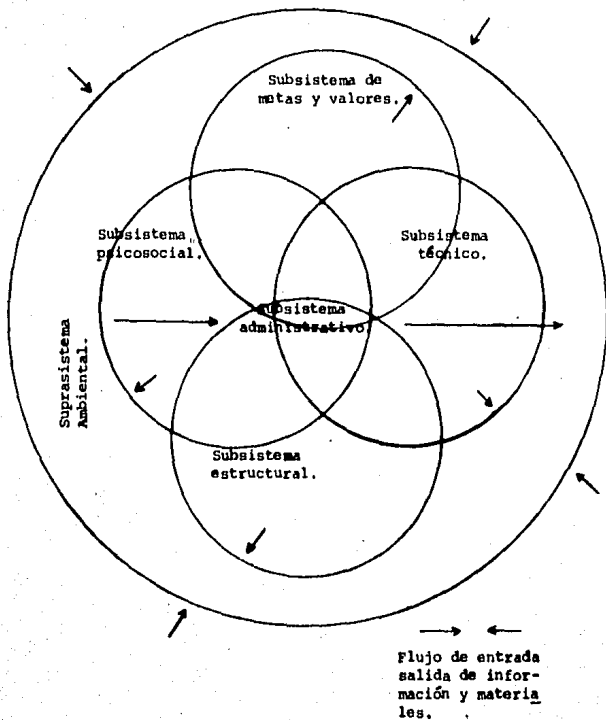 Subsistema de
metas y valores.
Subsistema
psicosocial.
Subsistema
técnico.
Subsistema
administrativo.
Suprasistema
Ambiental.
Subsistema
estructural.
Flujo de entrada
salida de infor-
mación y materia
les.